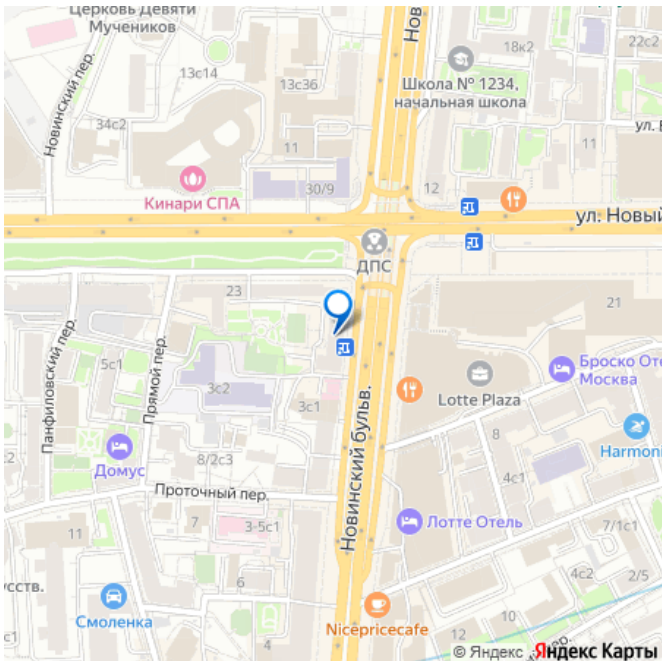 Церковь Девяти
Мучеников
Нов
22с2
18к2
13с14
13с36
Школа № 1234,
начальная школа
Новинский пер.
34с2
11
11
ул. Б
Кинари СПА
30/9
12
ул. Новый
ДПС
23
21
Панфиловский пер.
5с1
Прямой пер.
3с2
3с1
Lotte Plaza
Броско Оте
Москва
Домус
8/2с3
8
Harmoni
4с1
Проточный пер.
Новинский бульв.
3-5с1
Лотте Отель
7/1с1
11
4
6
усств.
4с2
2/5
Смоленка
10
12
10
Nicepricecafe
© Яндекс Яндекс Карты